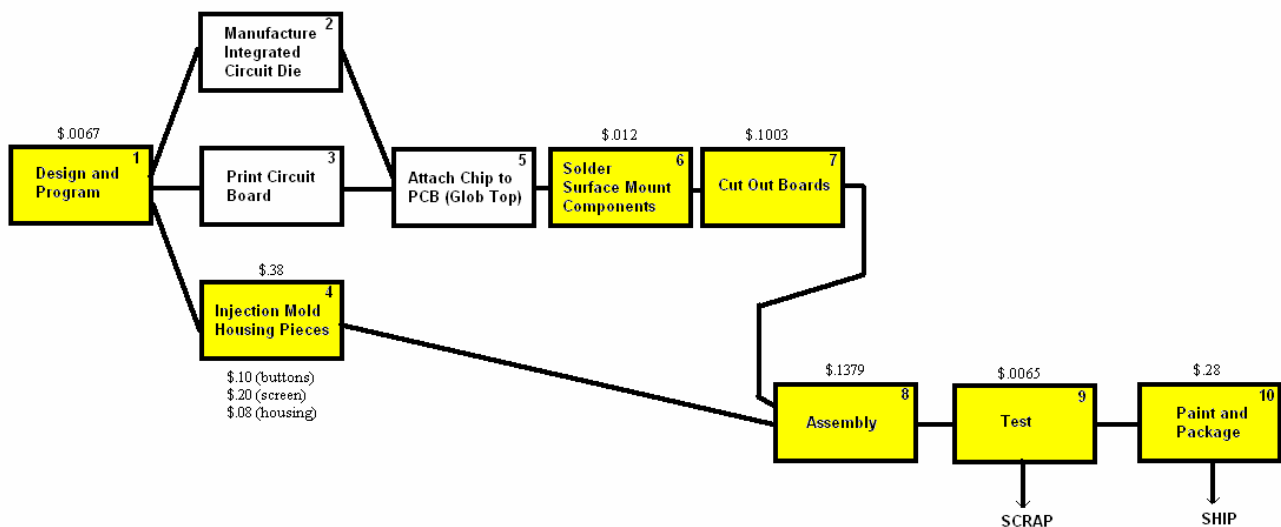 2
Manufacture
Integrated
Circuit Die
$.0067
1
Design and
Program
3
Print Circuit
Board
5
Attach Chip to
PCB (Glob Top)
$.012
6
Solder
Surface Mount
Components
$.1003
7
Cut Out Boards
$.38
4
Injection Mold
Housing Pieces
$.10 (buttons)
$.20 (screen)
$.08 (housing)
$.1379
8
Assembly
$.0065
9
Test
$.28
10
Paint and
Package
SCRAP
SHIP